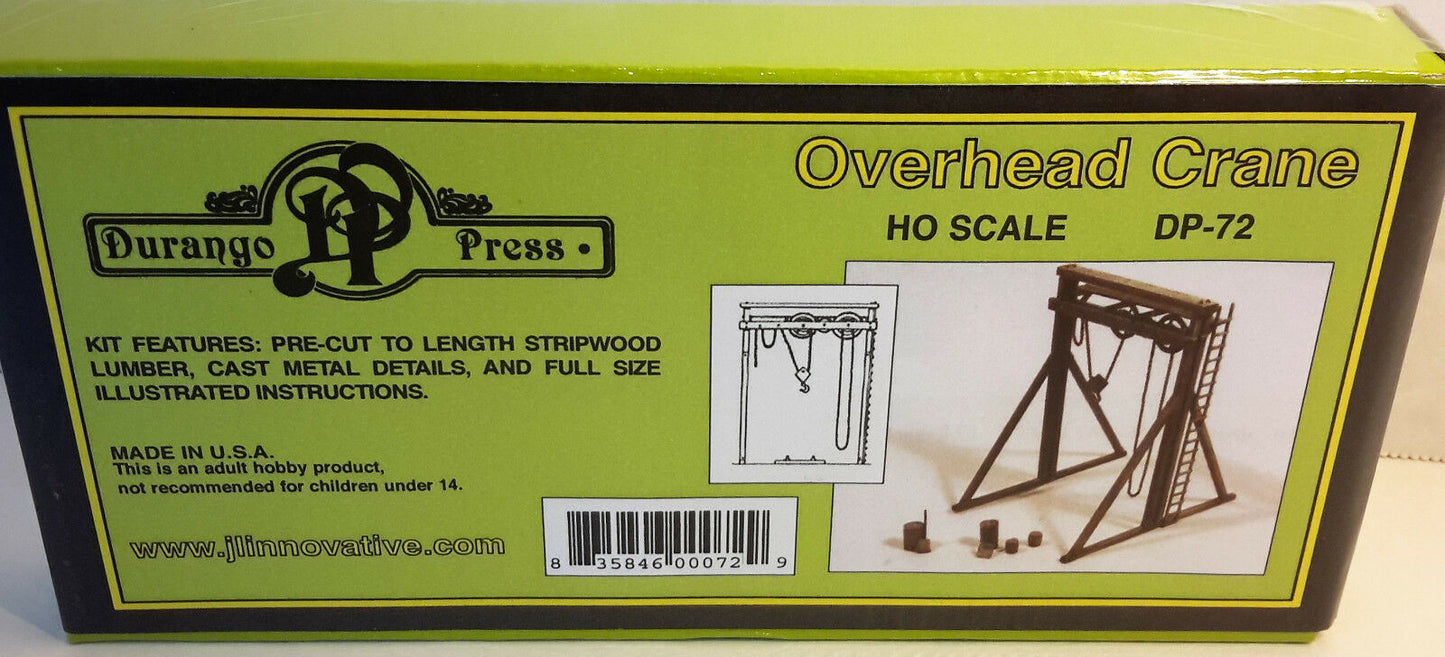 Overhead Crane
HO SCALE DP-72
Durango DP Press •
KIT FEATURES: PRE-CUT TO LENGTH STRIPWOOD
LUMBER, CAST METAL DETAILS, AND FULL SIZE
ILLUSTRATED INSTRUCTIONS.
MADE IN U.S.A.
This is an adult hobby product,
not recommended for children under 14.
www.jlinnovative.com
8 35846 00072 9